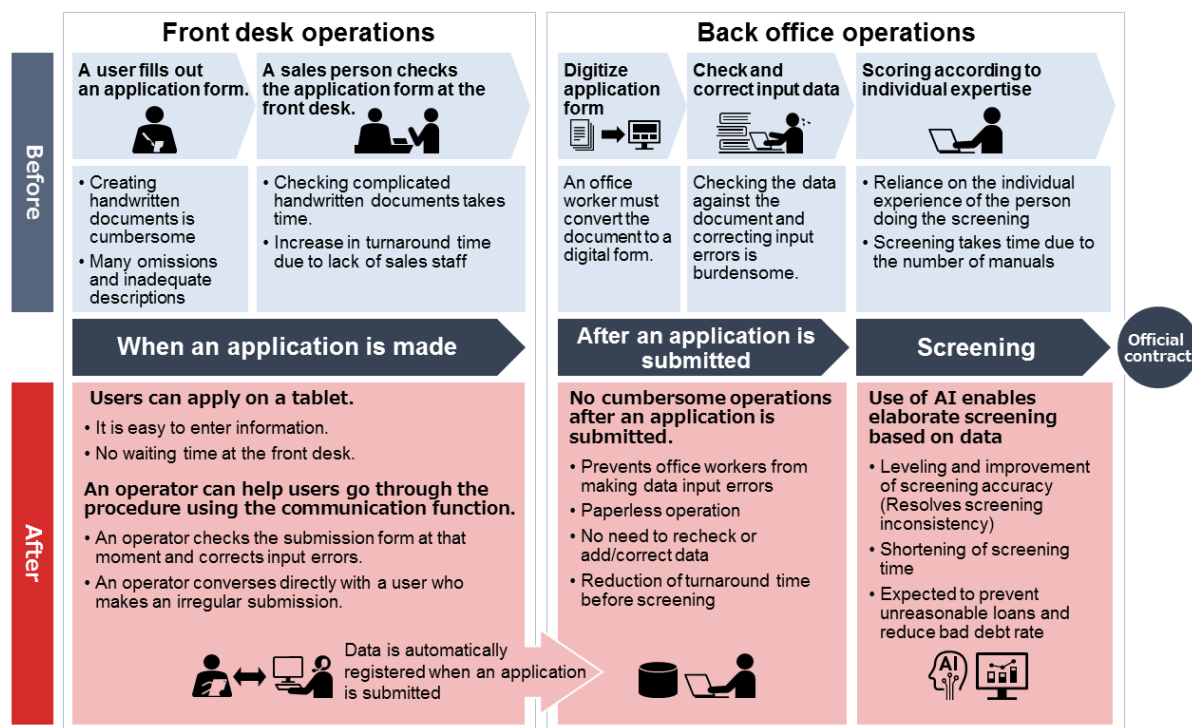 Front desk operations
Back office operations
Before
A user fills out
an application form.
A sales person checks
the application form at the
front desk.
Digitize
application
form
Check and
correct input data
Scoring according to
individual expertise
• Creating
handwritten
documents is
cumbersome
• Many omissions
and inadequate
descriptions
• Checking complicated
handwritten documents takes
time.
• Increase in turnaround time
due to lack of sales staff
An office
worker must
convert the
document to a
digital form.
Checking the data
against the
document and
correcting input
errors is
burdensome.
• Reliance on the individual
experience of the person
doing the screening
• Screening takes time due to
the number of manuals
When an application is made
After an application is
submitted
Screening
Official
contract
After
Users can apply on a tablet.
• It is easy to enter information.
• No waiting time at the front desk.
An operator can help users go through the
procedure using the communication function.
• An operator checks the submission form at that
moment and corrects input errors.
• An operator converses directly with a user who
makes an irregular submission.
Data is automatically
registered when an application
is submitted
No cumbersome operations
after an application is
submitted.
• Prevents office workers from
making data input errors
• Paperless operation
• No need to recheck or
add/correct data
• Reduction of turnaround time
before screening
Use of AI enables
elaborate screening
based on data
• Leveling and improvement
of screening accuracy
(Resolves screening
inconsistency)
• Shortening of screening
time
• Expected to prevent
unreasonable loans and
reduce bad debt rate
AI